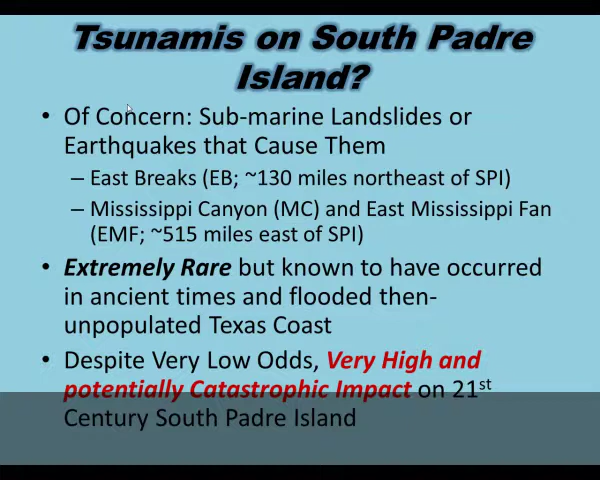 Tsunamis on South Padre
Island?
• Of Concern: Sub-marine Landslides or
Earthquakes that Cause Them
– East Breaks (EB; ~130 miles northeast of SPI)
– Mississippi Canyon (MC) and East Mississippi Fan
(EMF; ~515 miles east of SPI)
• Extremely Rare but known to have occurred
in ancient times and flooded then-
unpopulated Texas Coast
• Despite Very Low Odds, Very High and
potentially Catastrophic Impact on 21st
Century South Padre Island